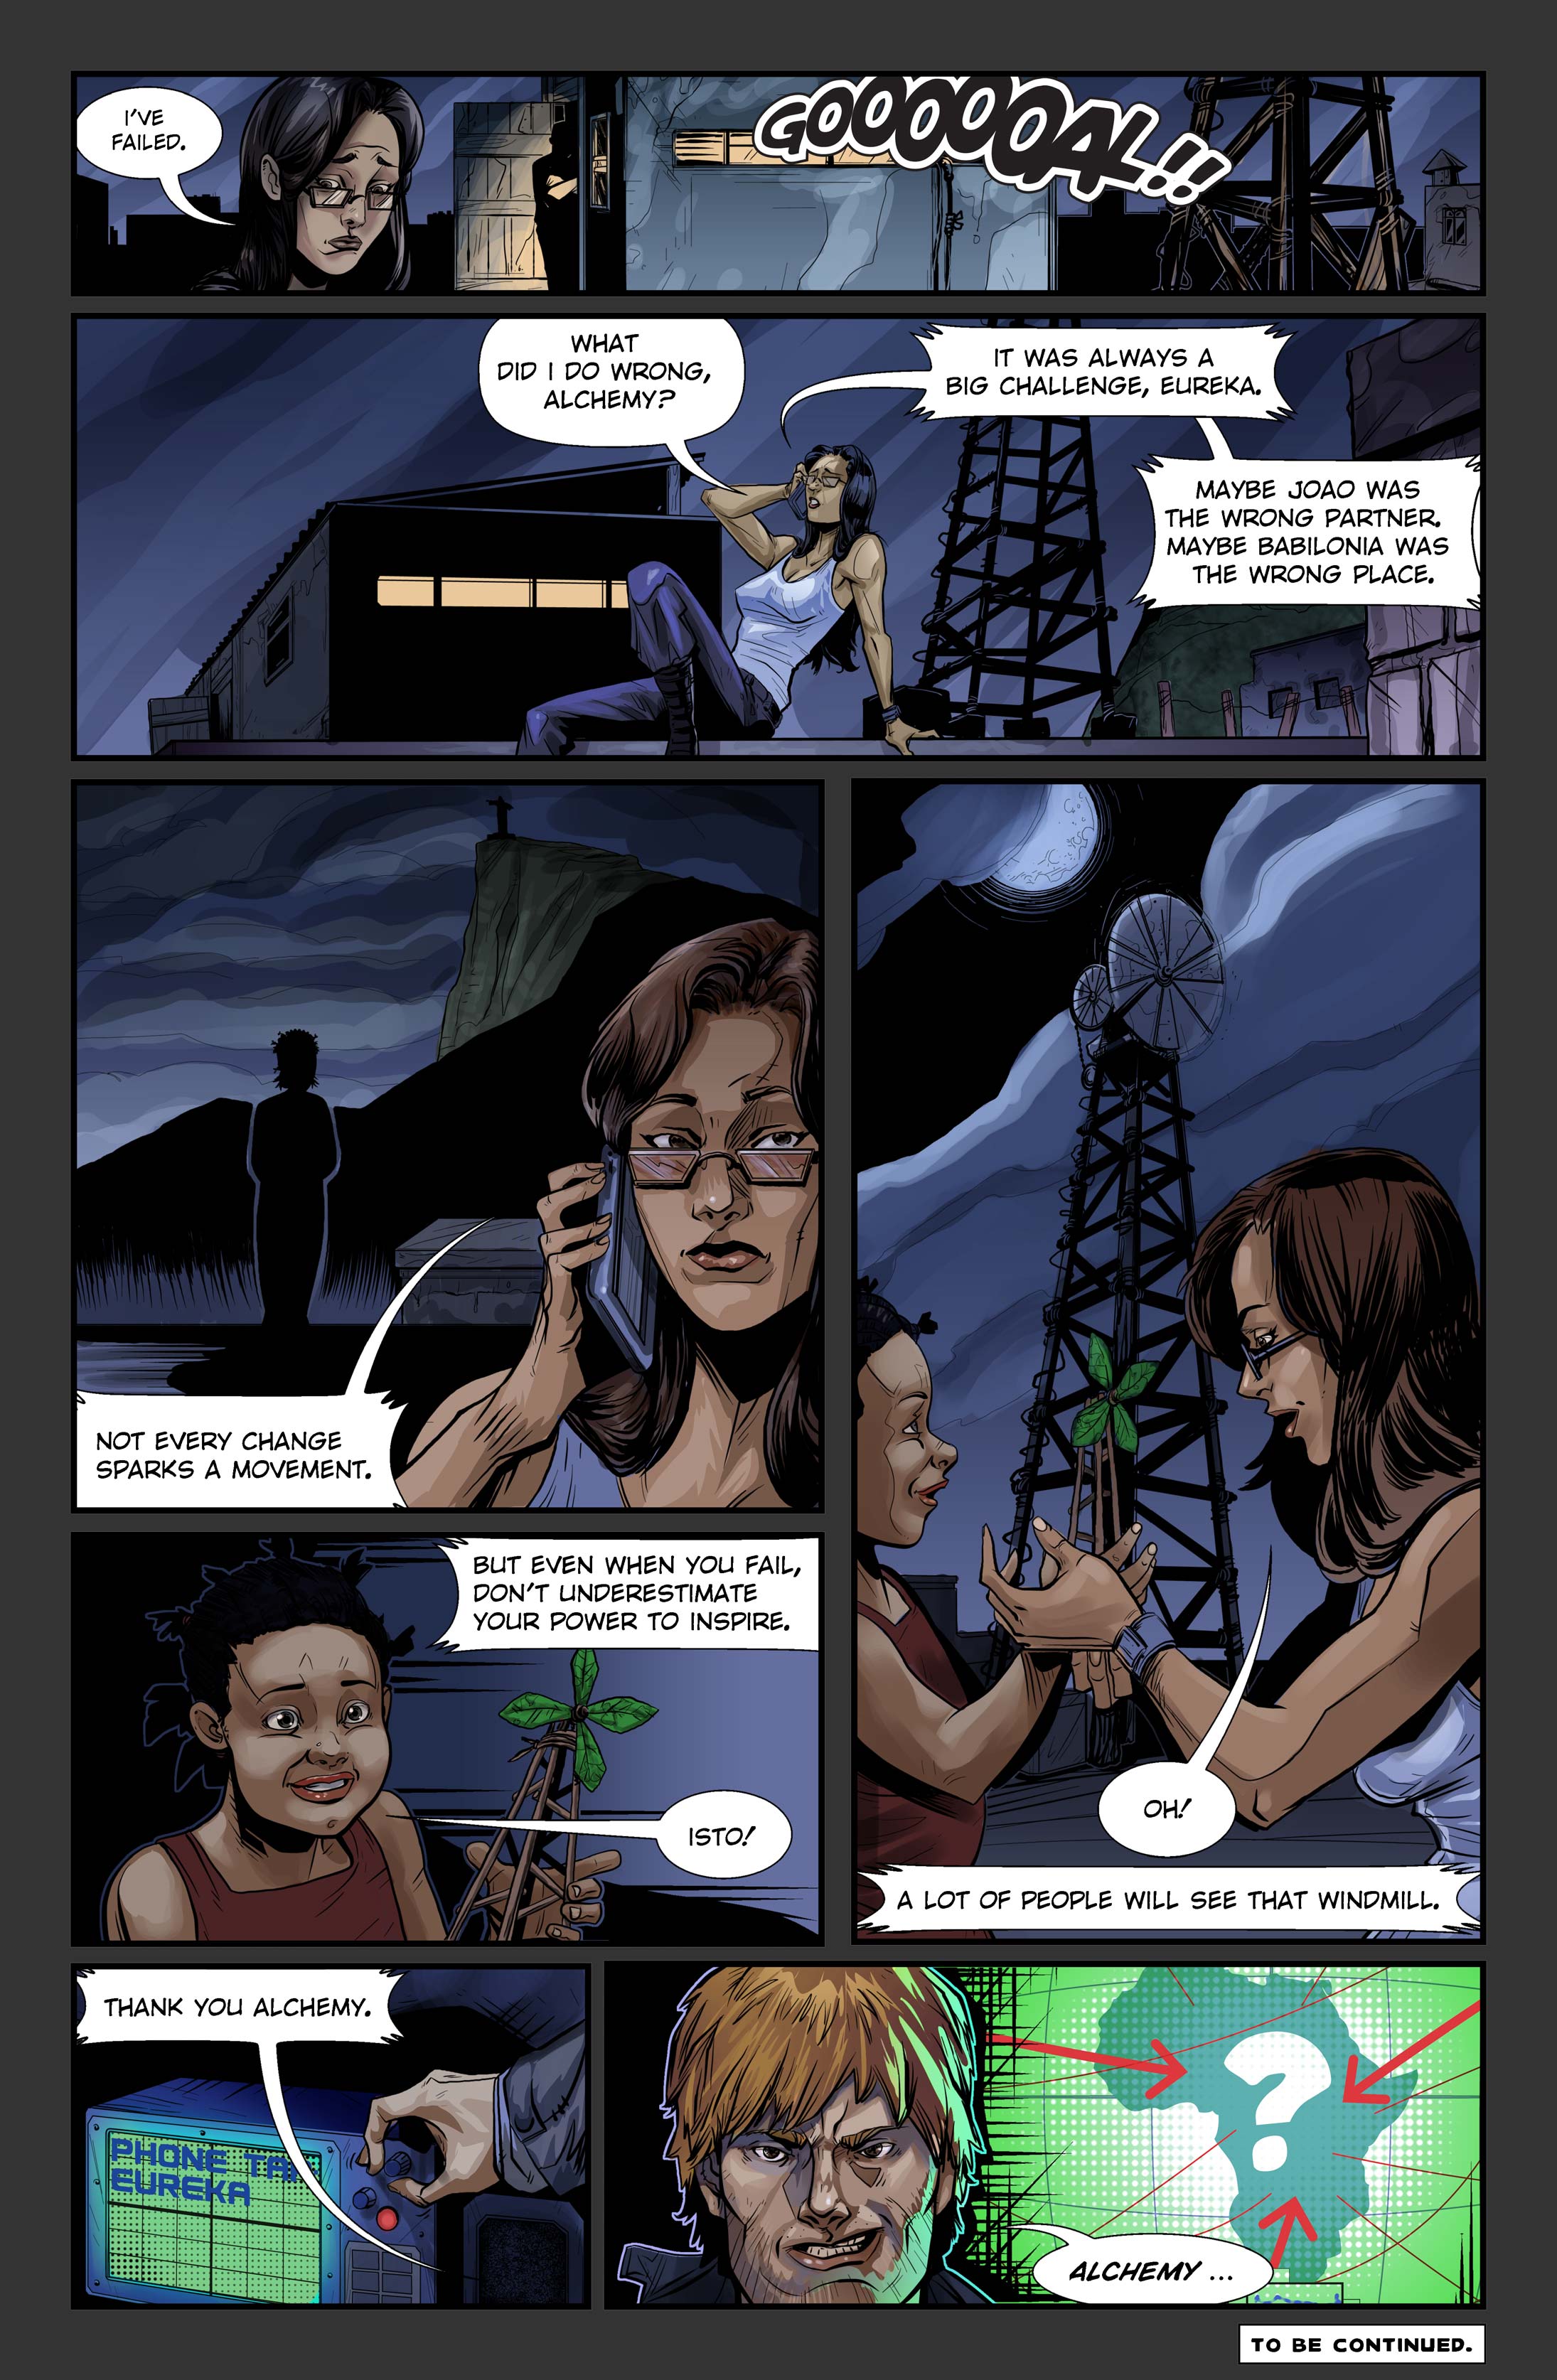 I'VE
FAILED.
GOOOOOOAL!!
WHAT
DID I DO WRONG,
ALCHEMY?
IT WAS ALWAYS A
BIG CHALLENGE, EUREKA.
MAYBE JOAO WAS
THE WRONG PARTNER.
MAYBE BABILONIA WAS
THE WRONG PLACE.
NOT EVERY CHANGE
SPARKS A MOVEMENT.
BUT EVEN WHEN YOU FAIL,
DON'T UNDERESTIMATE
YOUR POWER TO INSPIRE.
ISTO!
OH!
A LOT OF PEOPLE WILL SEE THAT WINDMILL.
THANK YOU ALCHEMY.
PHONE TAP
EUREKA
ALCHEMY ...
?
TO BE CONTINUED.